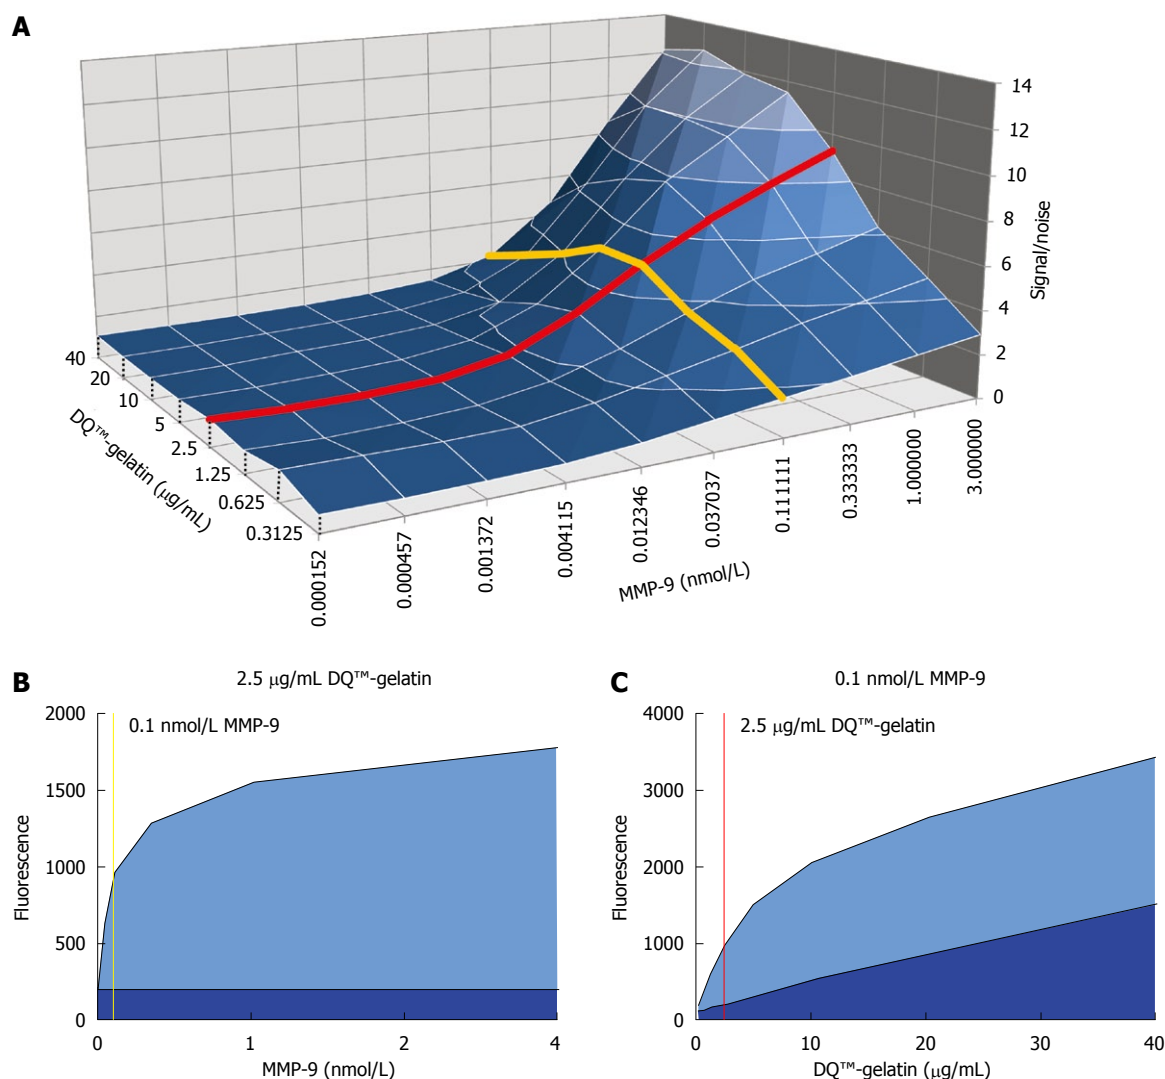 A
14
12
10
8
6
4
2
0
Signal/noise
40
20
10
5
2.5
1.25
0.625
0.3125
DQ™-gelatin (μg/mL)
0.000152
0.000457
0.001372
0.004115
0.012346
0.037037
0.111111
0.333333
1.000000
3.000000
MMP-9 (nmol/L)
B
2.5 μg/mL DQ™-gelatin
2000
1500
1000
500
0
Fluorescence
0.1 nmol/L MMP-9
0 1 2 4
MMP-9 (nmol/L)
C
0.1 nmol/L MMP-9
4000
3000
2000
1000
0
Fluorescence
2.5 μg/mL DQ™-gelatin
0 10 20 30 40
DQ™-gelatin (μg/mL)